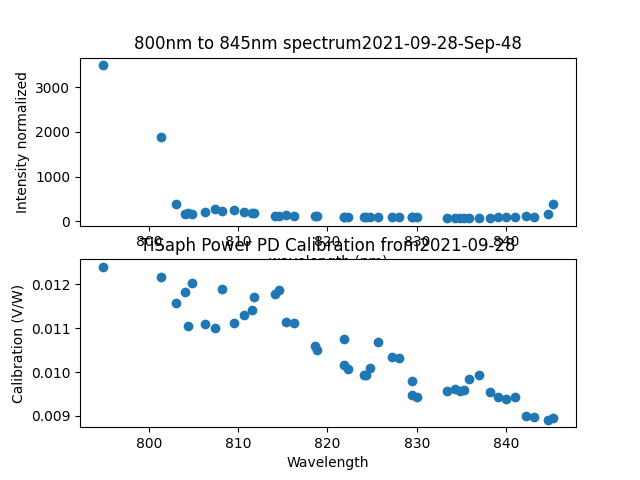 800nm to 845nm spectrum2021-09-28-Sep-48
Intensity normalized
3000
2000
1000
0
800 810 820 830 840
wavelength (nm)
TiSaph Power PD Calibration from2021-09-28
Calibration (V/W)
0.012
0.011
0.010
0.009
800 810 820 830 840
Wavelength